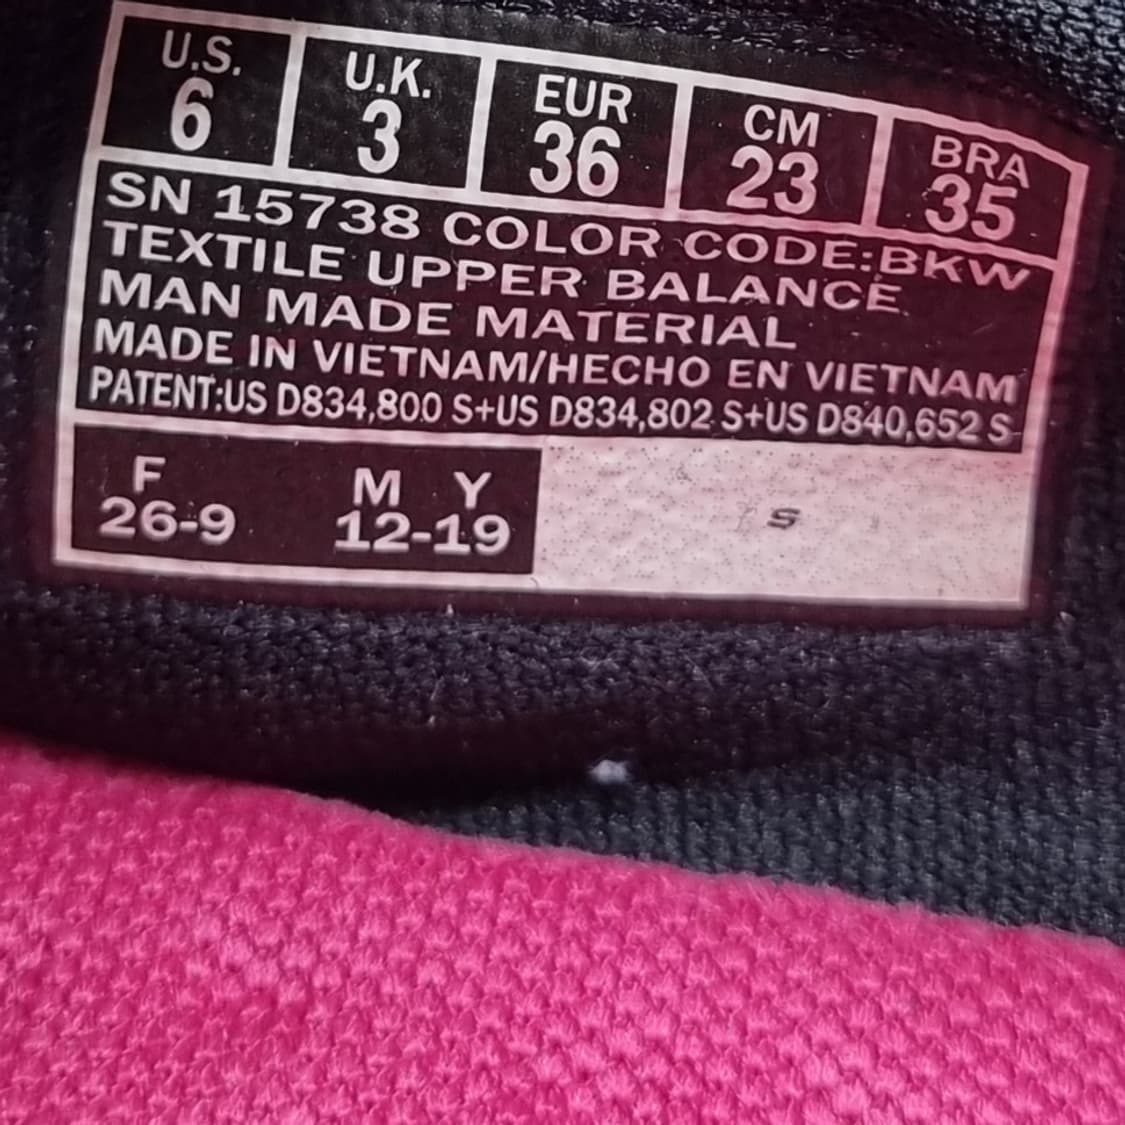 U.S. U.K. EUR CM BRA
6 3 36 23 35
SN 15738 COLOR CODE:BKW
TEXTILE UPPER BALANCE
MAN MADE MATERIAL
MADE IN VIETNAM/HECHO EN VIETNAM
PATENT:US D834,800 S+US D834,802 S+US D840,652 S
F M Y
26-9 12-19
S